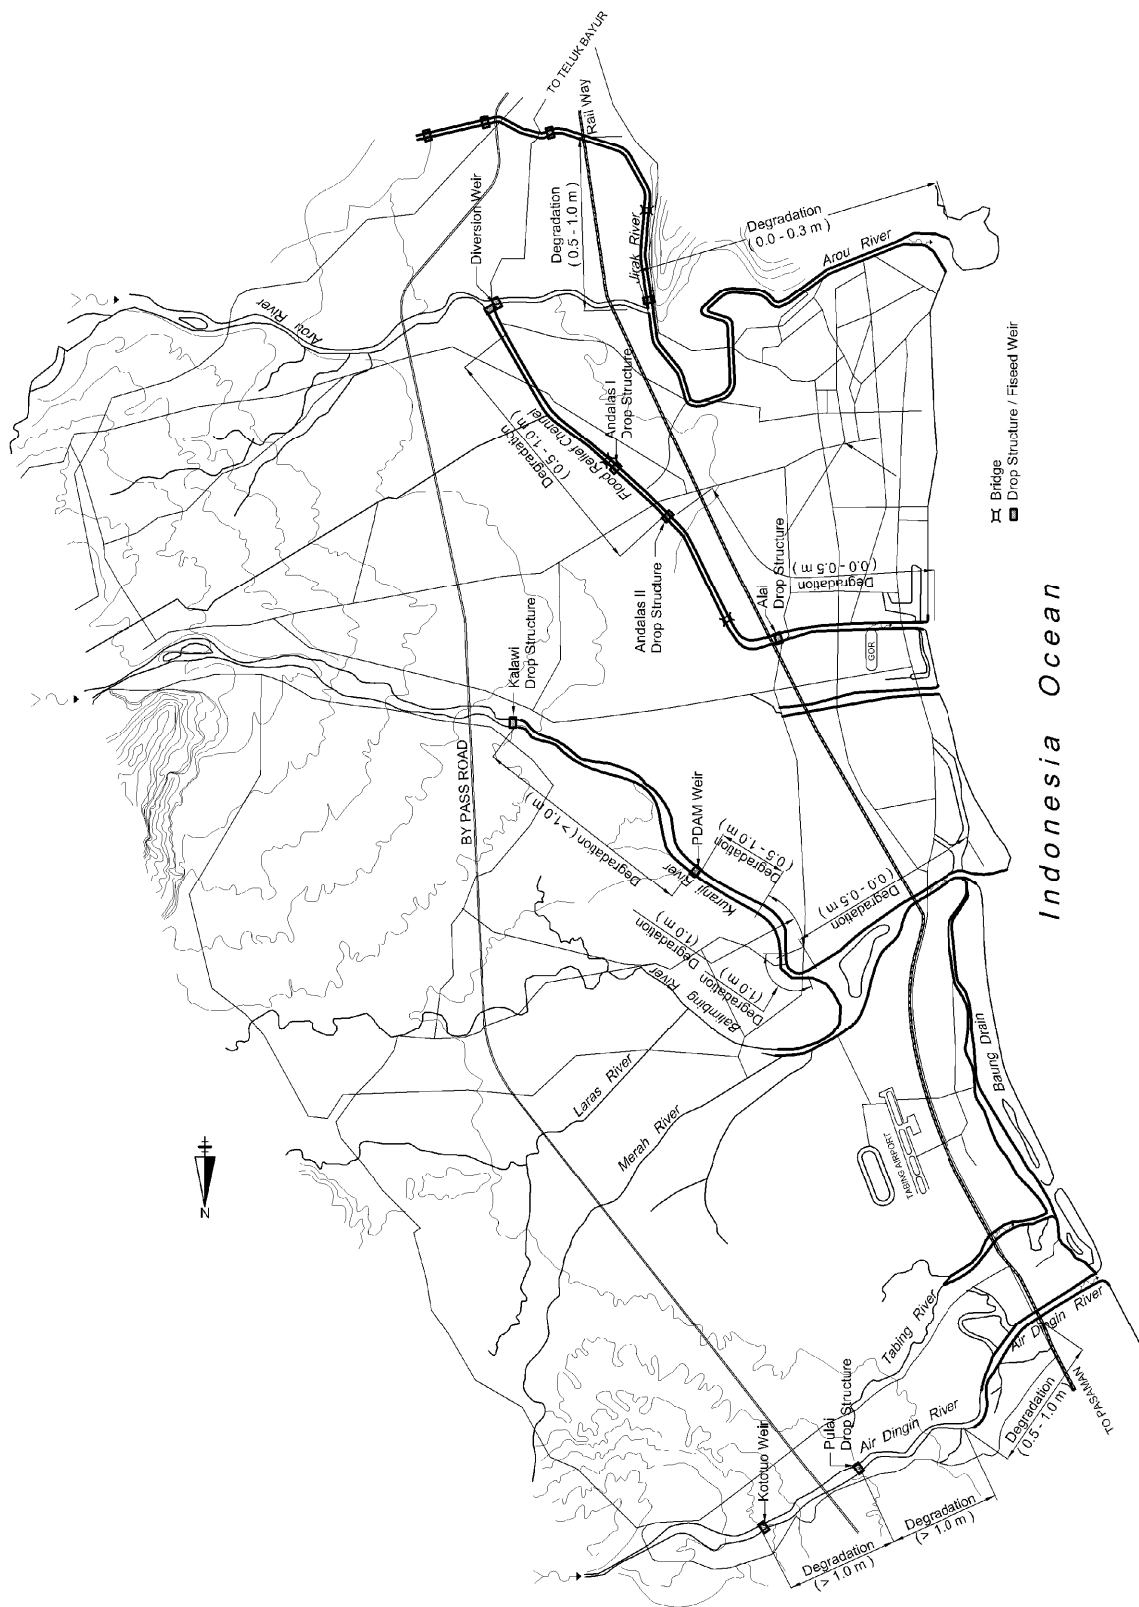 TO TELUK BAYUR
Rail Way
Diversion Weir
Degradation
( 0.5 - 1.0 m )
Jirak River
Degradation
( 0.0 - 0.3 m )
Arou River
Arou River
Andalas I
Drop Structure
Flood Relief Chennel
Degradation
( 0.5 - 1.0 m )
Andalas II
Drop Structure
Alai
Drop Structure
Degradation
( 0.0 - 0.5 m )
GOR
Bridge
Drop Structure / Fiseed Weir
Indonesia Ocean
Kalawi
Drop Structure
BY PASS ROAD
Degradation ( >1.0 m )
PDAM Weir
Kuranji River
Degradation
( 0.5 - 1.0 m )
Degradation
( 0.0 - 0.5 m )
Degradation
(1.0 m )
Degradation
(1.0 m )
Balimbing River
Laras River
Merah River
TABING AIRPORT
Baung Drain
N
Tabing River
Air Dingin River
TO PASAMAN
Degradation
( 0.5 - 1.0 m )
Pulai
Drop Structure
Air Dingin River
Kototuo Weir
Degradation
( > 1.0 m )
Degradation
( > 1.0 m )